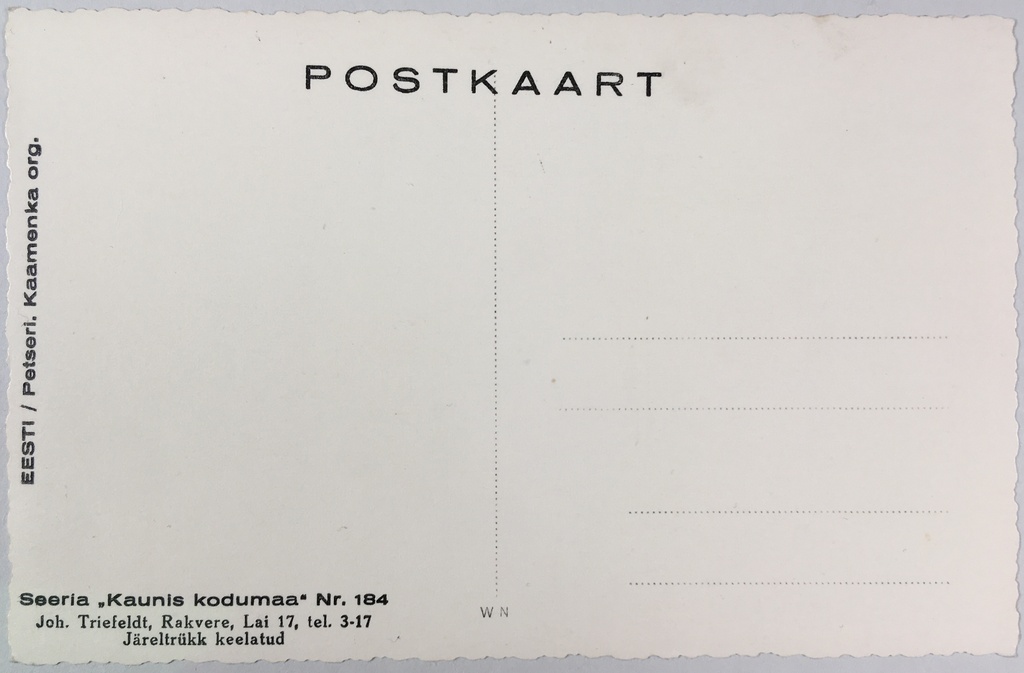 POSTKAART
EESTI / Petseri. Kaamenka org.
Seeria „Kaunis kodumaa“ Nr. 184
Joh. Triefeldt, Rakvere, Lai 17, tel. 3-17
Järeltrükk keelatud
WN